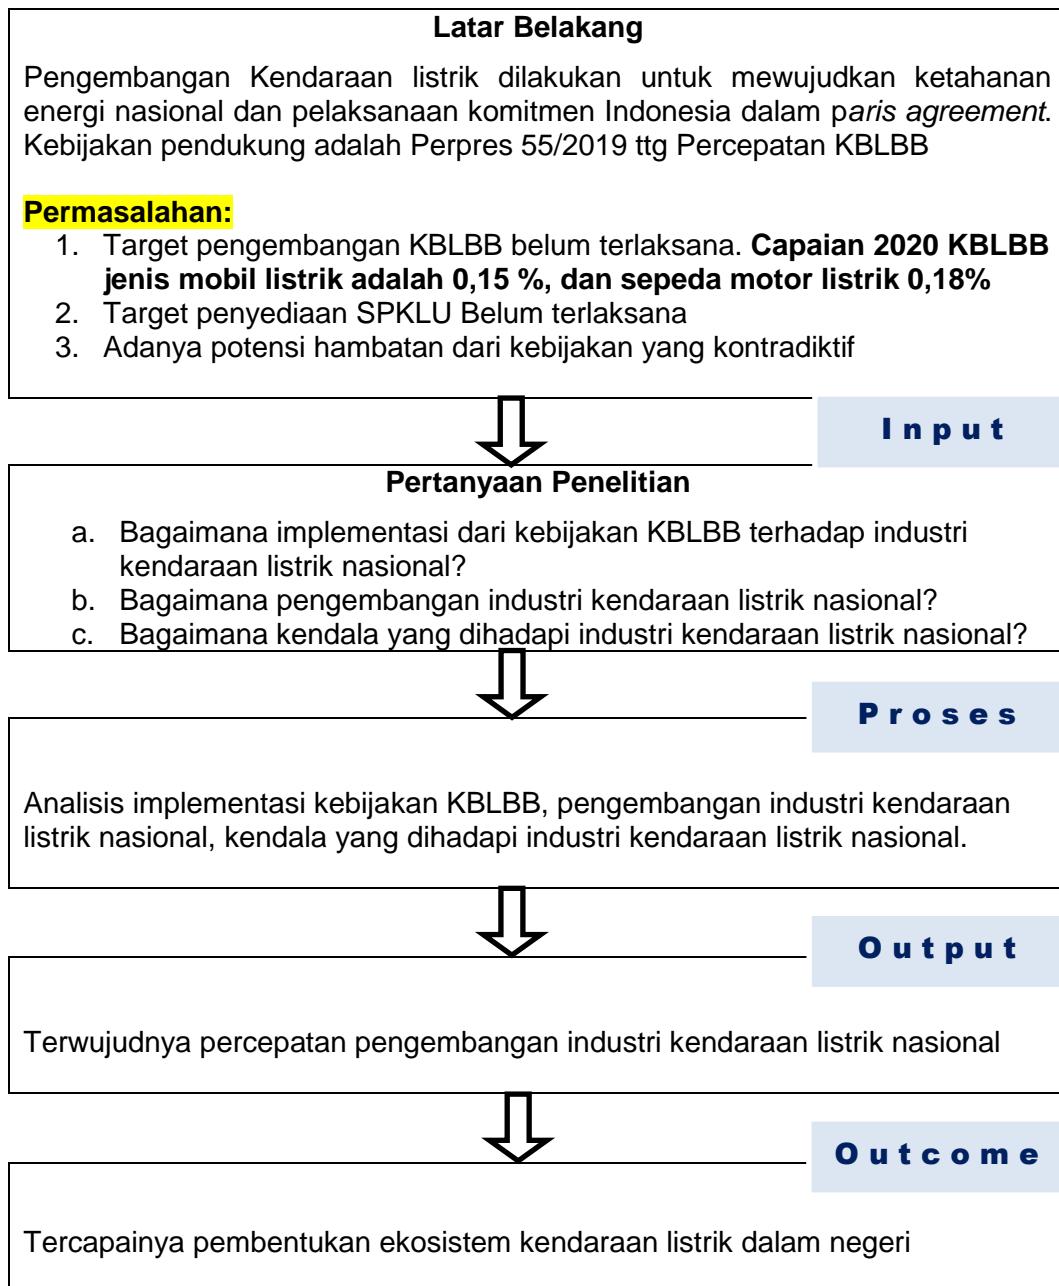 Latar Belakang
Pengembangan Kendaraan listrik dilakukan untuk mewujudkan ketahanan
energi nasional dan pelaksanaan komitmen Indonesia dalam paris agreement.
Kebijakan pendukung adalah Perpres 55/2019 ttg Percepatan KBLBB
Permasalahan:
1. Target pengembangan KBLBB belum terlaksana. Capaian 2020 KBLBB
jenis mobil listrik adalah 0,15 %, dan sepeda motor listrik 0,18%
2. Target penyediaan SPKLU Belum terlaksana
3. Adanya potensi hambatan dari kebijakan yang kontradiktif
Input
Pertanyaan Penelitian
a. Bagaimana implementasi dari kebijakan KBLBB terhadap industri
kendaraan listrik nasional?
b. Bagaimana pengembangan industri kendaraan listrik nasional?
c. Bagaimana kendala yang dihadapi industri kendaraan listrik nasional?
Proses
Analisis implementasi kebijakan KBLBB, pengembangan industri kendaraan
listrik nasional, kendala yang dihadapi industri kendaraan listrik nasional.
Output
Terwujudnya percepatan pengembangan industri kendaraan listrik nasional
Outcome
Tercapainya pembentukan ekosistem kendaraan listrik dalam negeri